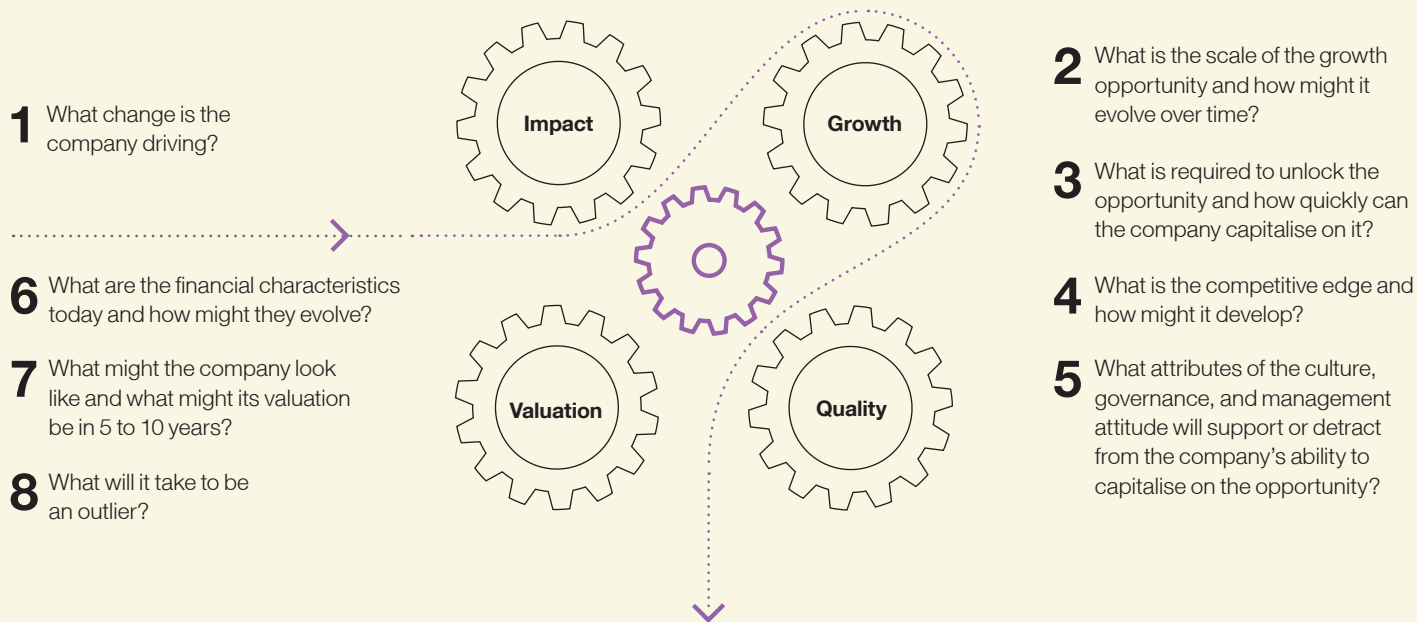 1
What change is the
company driving?
Impact
Growth
2
What is the scale of the growth
opportunity and how might it
evolve over time?
3
What is required to unlock the
opportunity and how quickly can
the company capitalise on it?
4
What is the competitive edge and
how might it develop?
5
What attributes of the culture,
governance, and management
attitude will support or detract
from the company’s ability to
capitalise on the opportunity?
Quality
Valuation
6
What are the financial characteristics
today and how might they evolve?
7
What might the company look
like and what might its valuation
be in 5 to 10 years?
8
What will it take to be
an outlier?